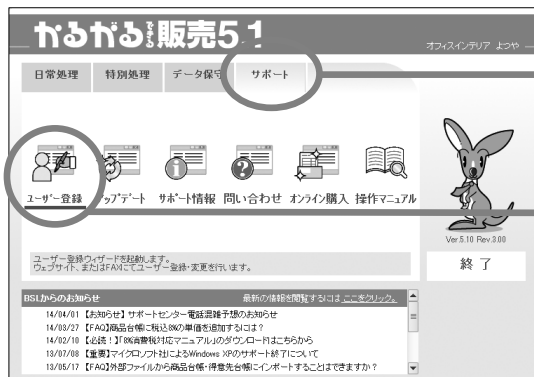 かるがるできる販売5.1
オフィスインテリア よつや
日常処理 特別処理 データ保守 サポート
ユーザー登録 アップデート サポート情報 問い合わせ オンライン購入 操作マニュアル
Ver.5.10 Rev.3.00
ユーザー登録ウィザードを起動します。
ウェブサイト、またはFAXにてユーザー登録・変更を行います。
終了
BSLからのお知らせ 最新の情報を閲覧するには ここをクリック。
14/04/01 【お知らせ】サポートセンター電話混雑予想のお知らせ
14/03/27 【FAQ】商品台帳に税込8%の単価を追加するには？
14/02/10 【必読！】「8%消費税対応マニュアル」のダウンロードはこちらから
13/07/08 【重要】マイクロソフト社によるWindows XPのサポート終了について
13/05/17 【FAQ】外部ファイルから商品台帳・得意先台帳にインポートすることはできますか？